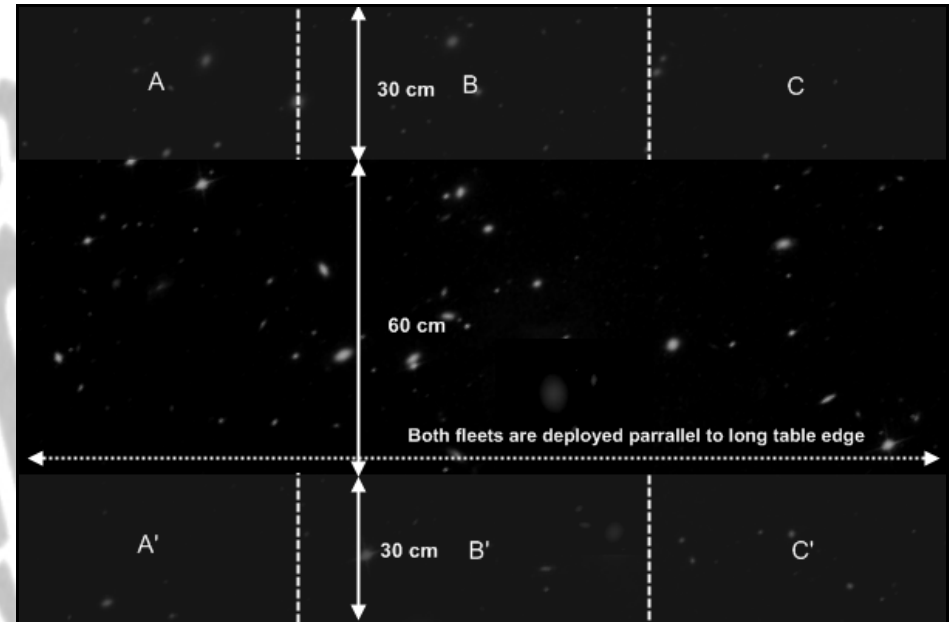 A
30 cm
B
C
60 cm
Both fleets are deployed parrallel to long table edge
A'
30 cm
B'
C'